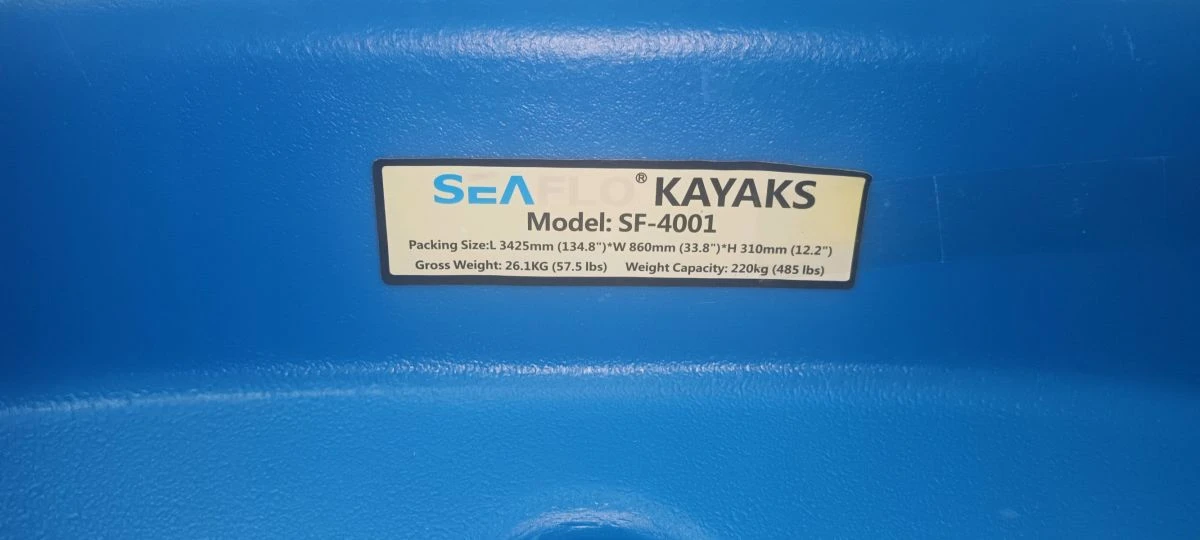 SEAFLO® KAYAKS
Model: SF-4001
Packing Size:L 3425mm (134.8")*W 860mm (33.8")*H 310mm (12.2")
Gross Weight: 26.1KG (57.5 lbs) Weight Capacity: 220kg (485 lbs)